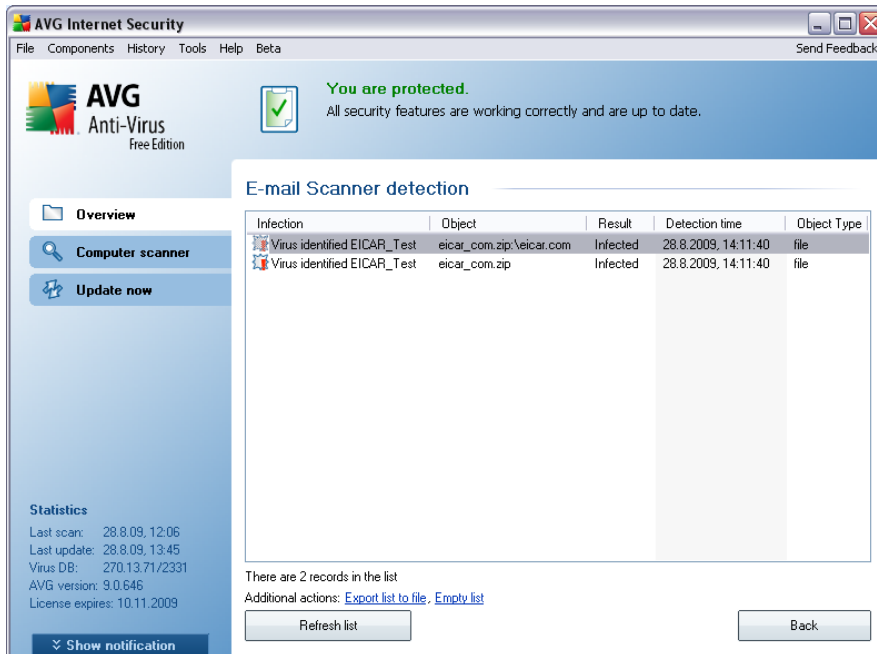 AVG Internet Security
File Components History Tools Help Beta Send Feedback
AVG
Anti-Virus
Free Edition
You are protected.
All security features are working correctly and are up to date.
Overview
Computer scanner
Update now
E-mail Scanner detection
Infection Object Result Detection time Object Type
Virus identified EICAR_Test eicar_com.zip:\eicar.com Infected 28.8.2009, 14:11:40 file
Virus identified EICAR_Test eicar_com.zip Infected 28.8.2009, 14:11:40 file
There are 2 records in the list
Additional actions: Export list to file, Empty list
Refresh list Back
Statistics
Last scan: 28.8.09, 12:06
Last update: 28.8.09, 13:45
Virus DB: 270.13.71/2331
AVG version: 9.0.646
License expires: 10.11.2009
Show notification